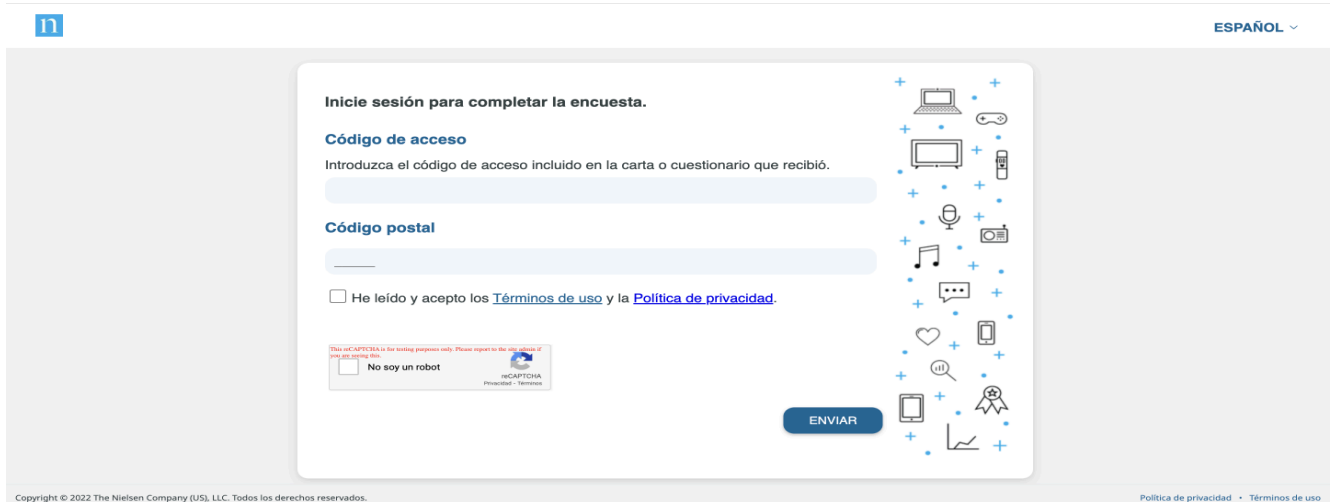 n
ESPAÑOL
Inicie sesión para completar la encuesta.
Código de acceso
Introduzca el código de acceso incluido en la carta o cuestionario que recibió.
Código postal
_____
He leído y acepto los Términos de uso y la Política de privacidad.
This reCAPTCHA is for testing purposes only. Please report to the site admin if
you are seeing this.
No soy un robot
reCAPTCHA
Privacidad - Términos
ENVIAR
Copyright © 2022 The Nielsen Company (US), LLC. Todos los derechos reservados.
Política de privacidad • Términos de uso